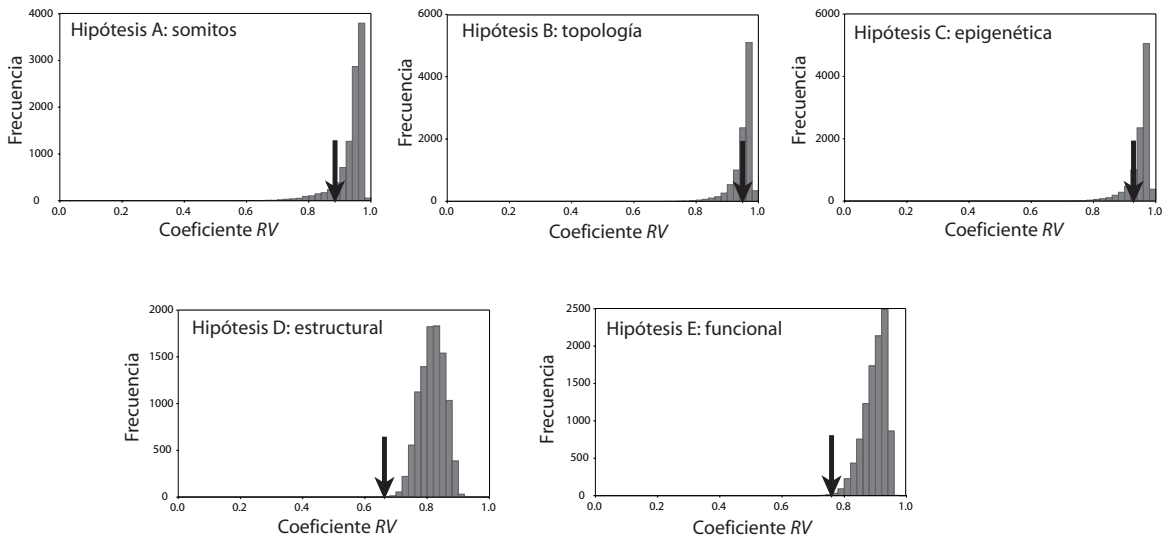 Hipótesis A: somitos
Frecuencia
4000
3000
2000
1000
0
0.0 0.2 0.4 0.6 0.8 1.0
Coeficiente RV
Hipótesis B: topología
Frecuencia
6000
4000
2000
0
0.0 0.2 0.4 0.6 0.8 1.0
Coeficiente RV
Hipótesis C: epigenética
Frecuencia
6000
4000
2000
0
0.0 0.2 0.4 0.6 0.8 1.0
Coeficiente RV
Hipótesis D: estructural
Frecuencia
2000
1500
1000
500
0
0.0 0.2 0.4 0.6 0.8 1.0
Coeficiente RV
Hipótesis E: funcional
Frecuencia
2500
2000
1500
1000
500
0
0.0 0.2 0.4 0.6 0.8 1.0
Coeficiente RV